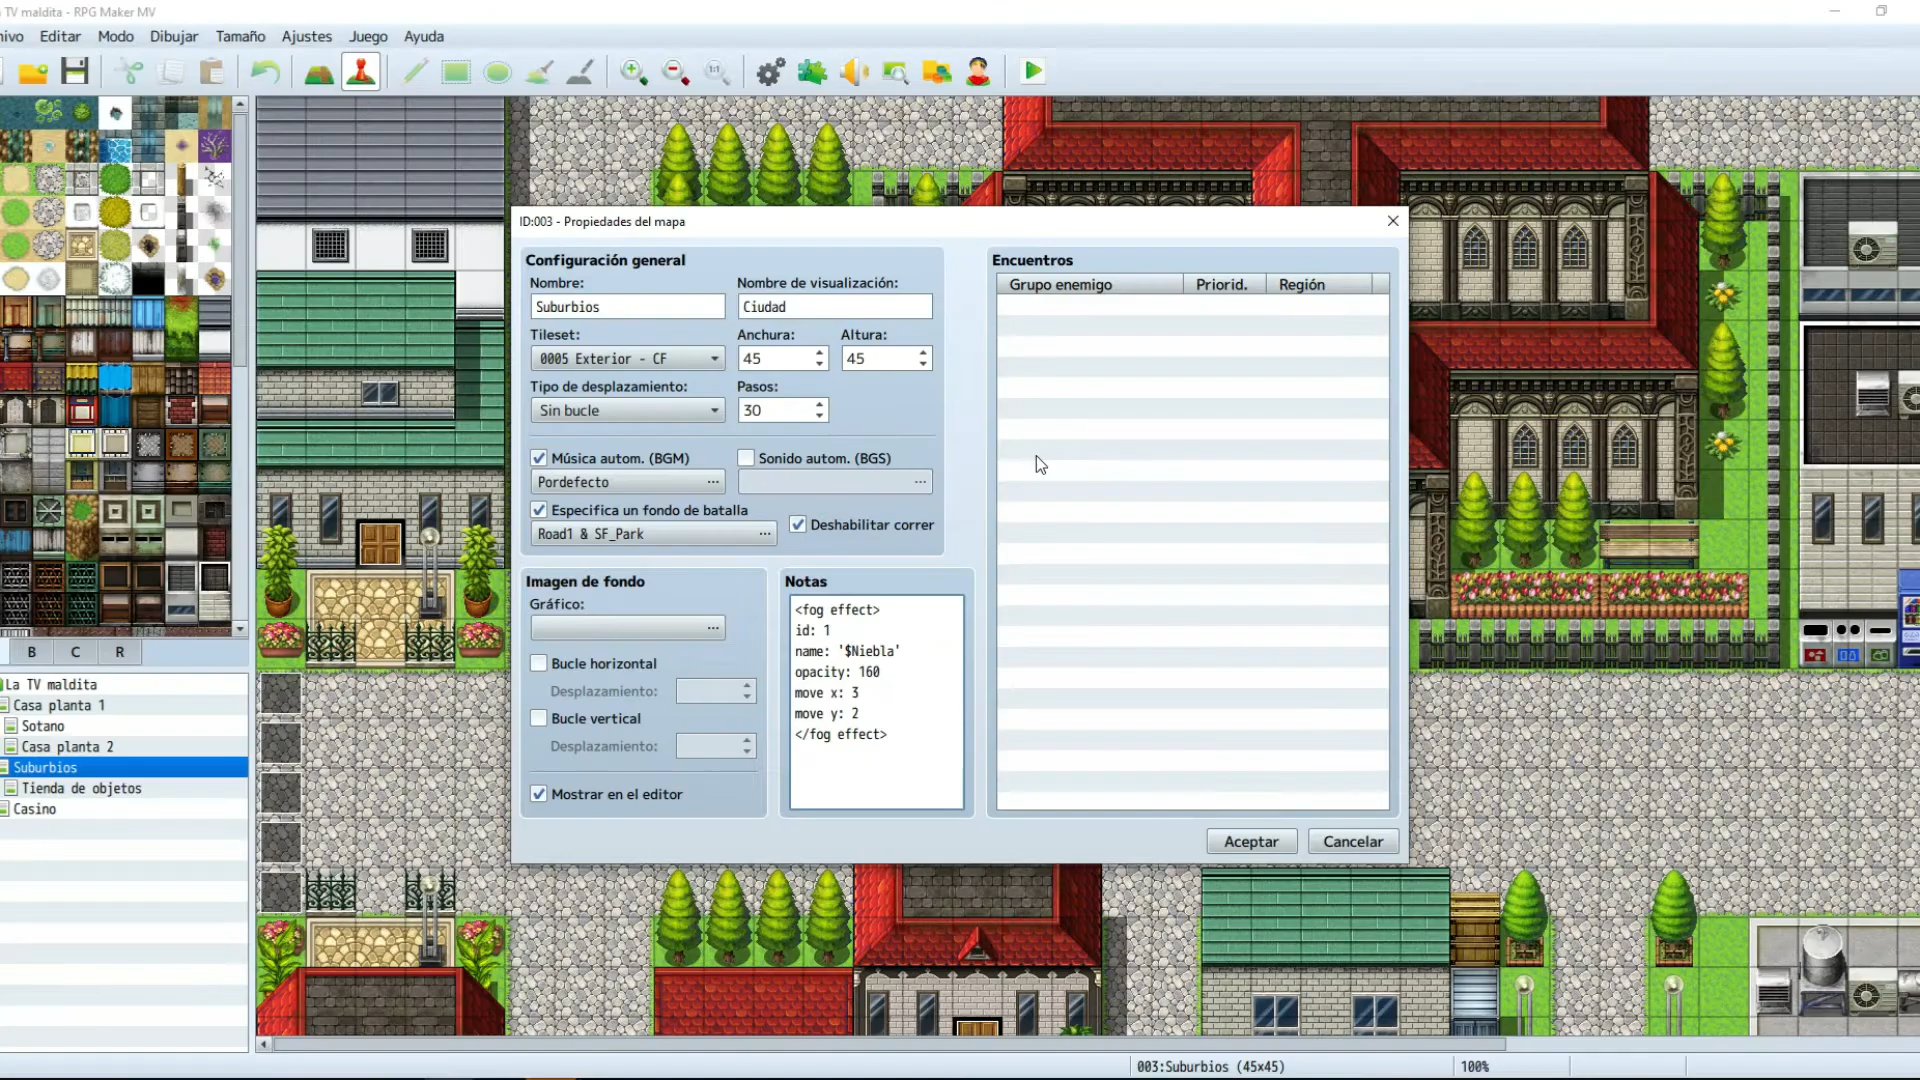 TV maldita - RPG Maker MV
ivo Editar Modo Dibujar Tamaño Ajustes Juego Ayuda
1:1
ID:003 - Propiedades del mapa
Configuración general
Nombre: Nombre de visualización:
Suburbios Ciudad
Tileset: Anchura: Altura:
0005 Exterior - CF 45 45
Tipo de desplazamiento: Pasos:
Sin bucle 30
Música autom. (BGM) Sonido autom. (BGS)
Pordefecto ... ...
Especifica un fondo de batalla
Road1 & SF_Park ... Deshabilitar correr
Imagen de fondo
Gráfico:
...
Bucle horizontal
Desplazamiento:
Bucle vertical
Desplazamiento:
Mostrar en el editor
Notas
<fog effect>
id: 1
name: '$Niebla'
opacity: 160
move x: 3
move y: 2
</fog effect>
Encuentros
Grupo enemigo Priorid. Región
Aceptar Cancelar
B C R
La TV maldita
Casa planta 1
Sotano
Casa planta 2
Suburbios
Tienda de objetos
Casino
003:Suburbios (45x45) 100%